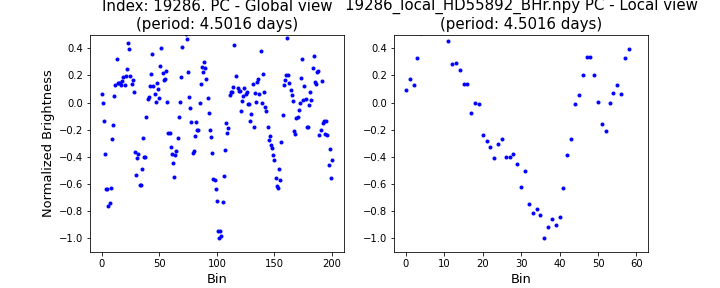 Index: 19286. PC - Global view
(period: 4.5016 days)
19286_local_HD55892_BHr.npy PC - Local view
(period: 4.5016 days)
Normalized Brightness
0.4
0.2
0.0
−0.2
−0.4
−0.6
−0.8
−1.0
0 50 100 150 200
Bin
0.4
0.2
0.0
−0.2
−0.4
−0.6
−0.8
−1.0
0 10 20 30 40 50 60
Bin